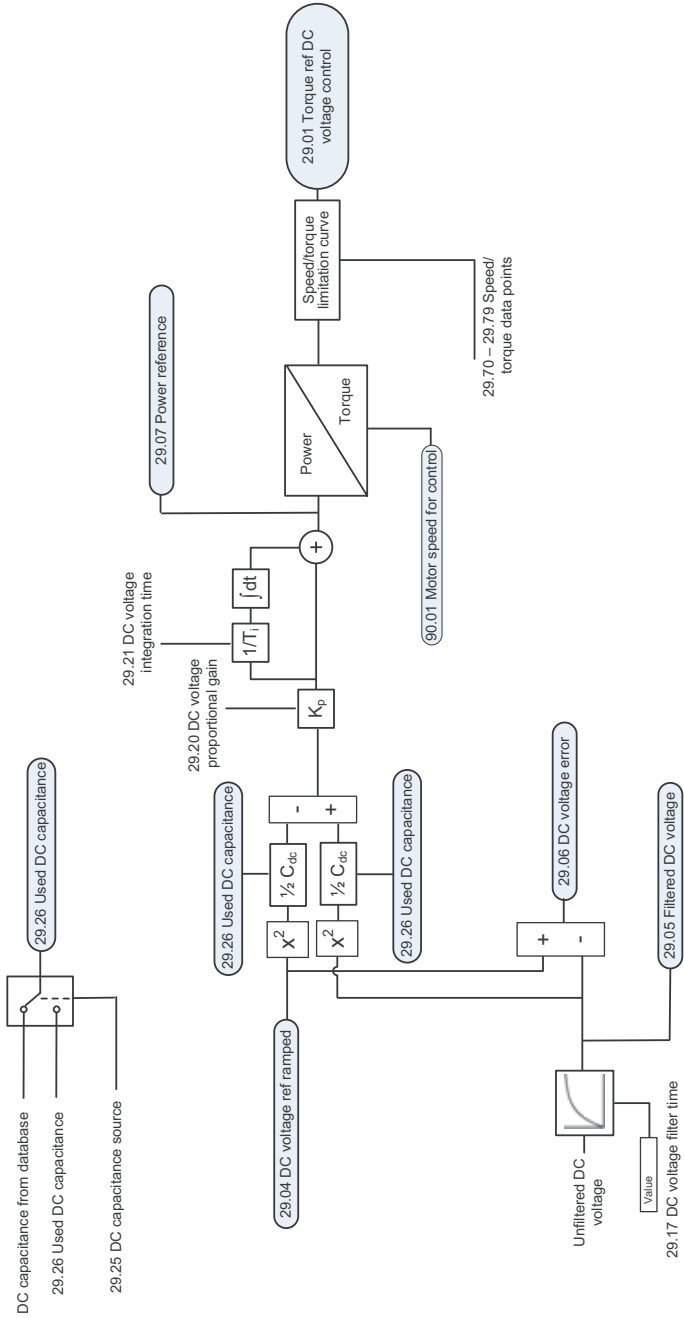 DC capacitance from database
29.26 Used DC capacitance
29.25 DC capacitance source
29.26 Used DC capacitance
29.21 DC voltage
integration time
29.20 DC voltage
proportional gain
29.07 Power reference
29.26 Used DC capacitance
29.04 DC voltage ref ramped
x²
½ Cdc
-
x²
½ Cdc
+
29.26 Used DC capacitance
Kp
1/Ti
∫dt
+
Power
Torque
Speed/torque
limitation curve
29.01 Torque ref DC
voltage control
90.01 Motor speed for control
29.70 – 29.79 Speed/
torque data points
Unfiltered DC
voltage
Value
29.17 DC voltage filter time
+
-
29.06 DC voltage error
29.05 Filtered DC voltage